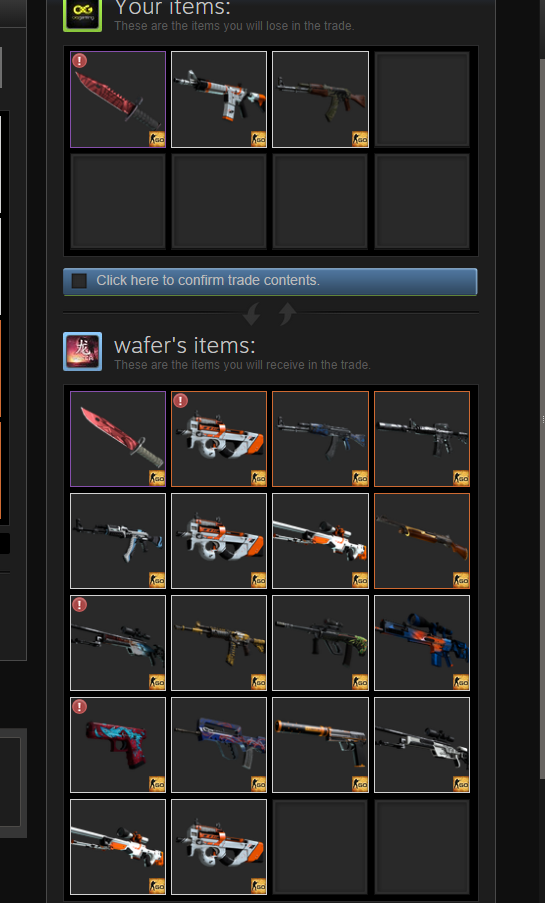 Your items:
These are the items you will lose in the trade.
Click here to confirm trade contents.
wafer's items:
These are the items you will receive in the trade.